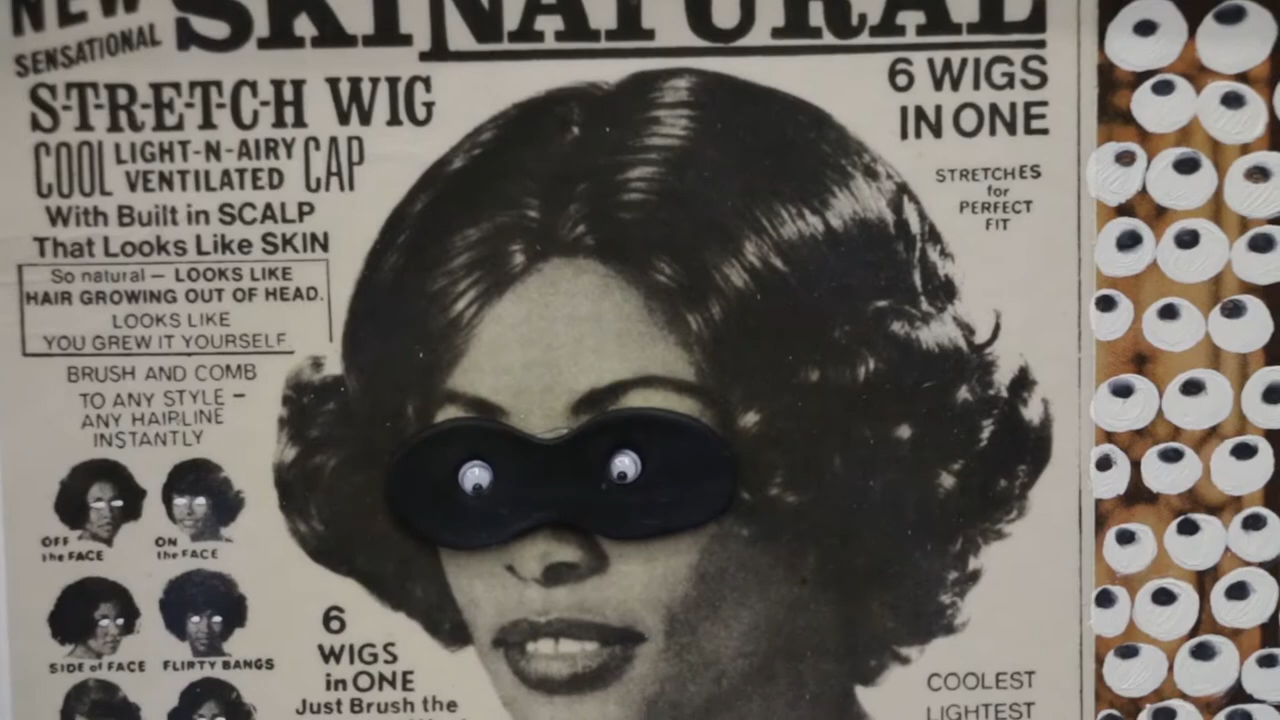 NEW
SENSATIONAL
SKINATURAL
S-T-R-E-T-C-H WIG
COOL LIGHT-N-AIRY VENTILATED CAP
With Built in SCALP
That Looks Like SKIN
So natural — LOOKS LIKE
HAIR GROWING OUT OF HEAD.
LOOKS LIKE
YOU GREW IT YOURSELF.
BRUSH AND COMB
TO ANY STYLE –
ANY HAIRLINE
INSTANTLY
OFF
the FACE
ON
the FACE
SIDE of FACE
FLIRTY BANGS
6
WIGS
in ONE
Just Brush the
6 WIGS
IN ONE
STRETCHES
for
PERFECT
FIT
COOLEST
LIGHTEST